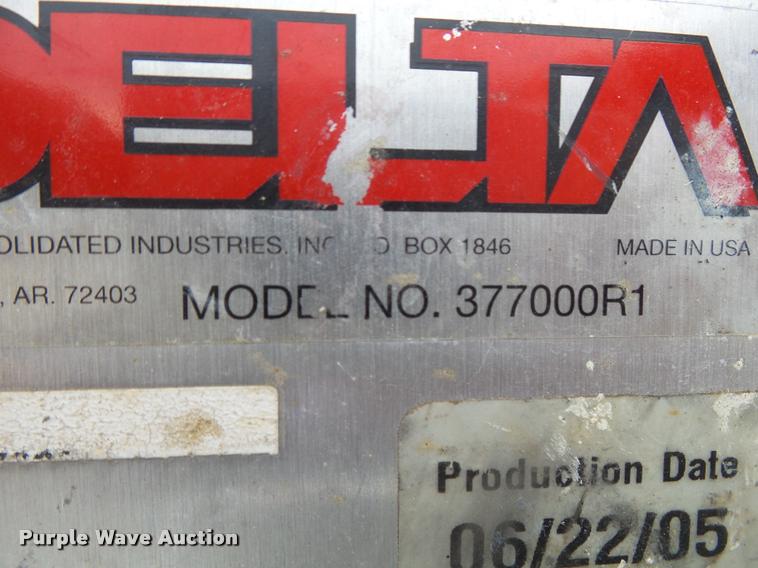 DELTA
OLIDATED INDUSTRIES, INC. BOX 1846 MADE IN USA
, AR. 72403 MODEL NO. 377000R1
Production Date
06/22/05
Purple Wave Auction